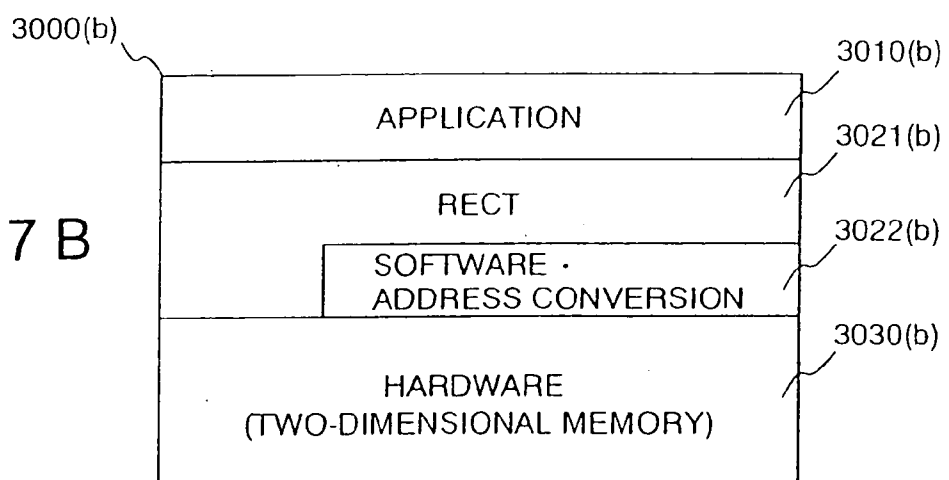 3000(b)
3010(b)
APPLICATION
3021(b)
RECT
7 B
3022(b)
SOFTWARE
ADDRESS CONVERSION
3030(b)
HARDWARE
(TWO-DIMENSIONAL MEMORY)